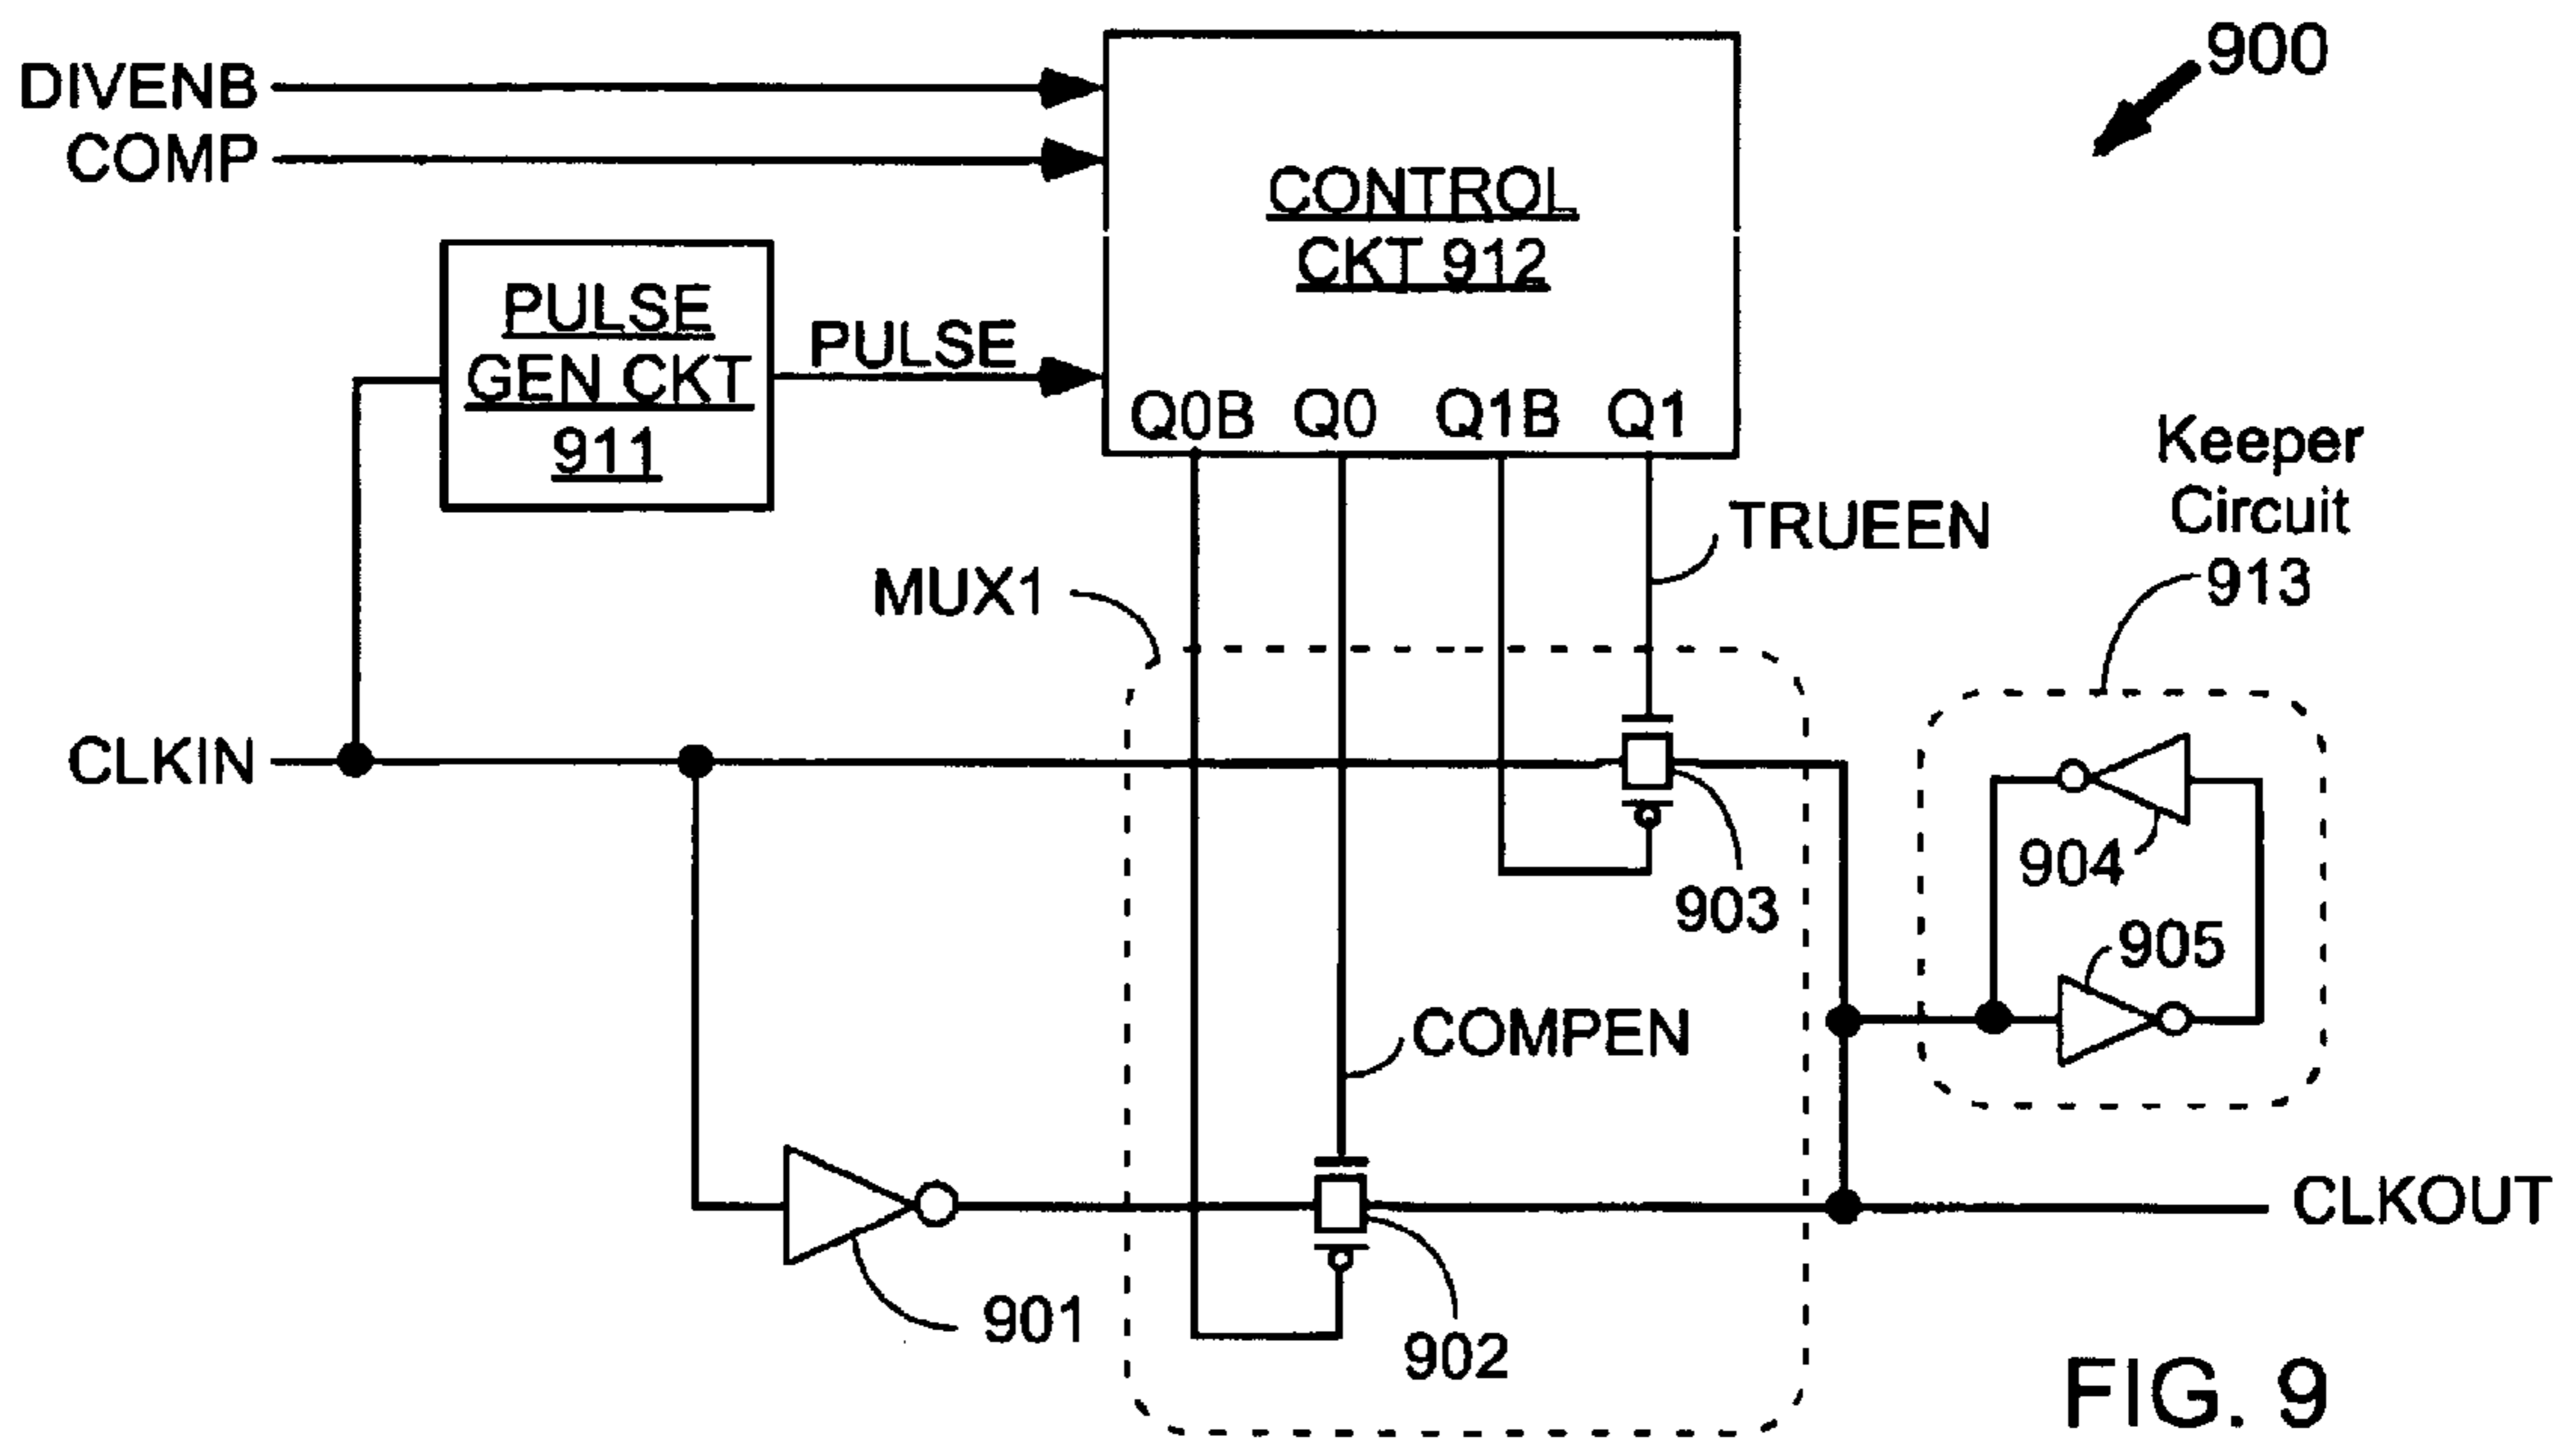 900
DIVENB
COMP
CONTROL
CKT 912
PULSE
GEN CKT
911
PULSE
Q0B Q0 Q1B Q1
Keeper
Circuit
913
TRUEEN
MUX1
CLKIN
904
903
905
COMPEN
CLKOUT
901
902
FIG. 9